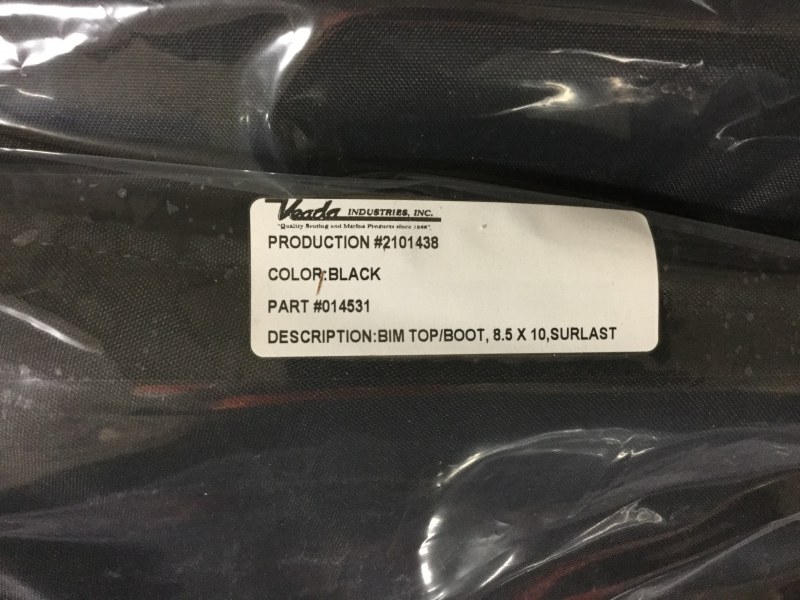 Veada INDUSTRIES, INC.
"Quality Seating and Marine Products since 1968"
PRODUCTION #2101438
COLOR:BLACK
PART #014531
DESCRIPTION:BIM TOP/BOOT, 8.5 X 10,SURLAST